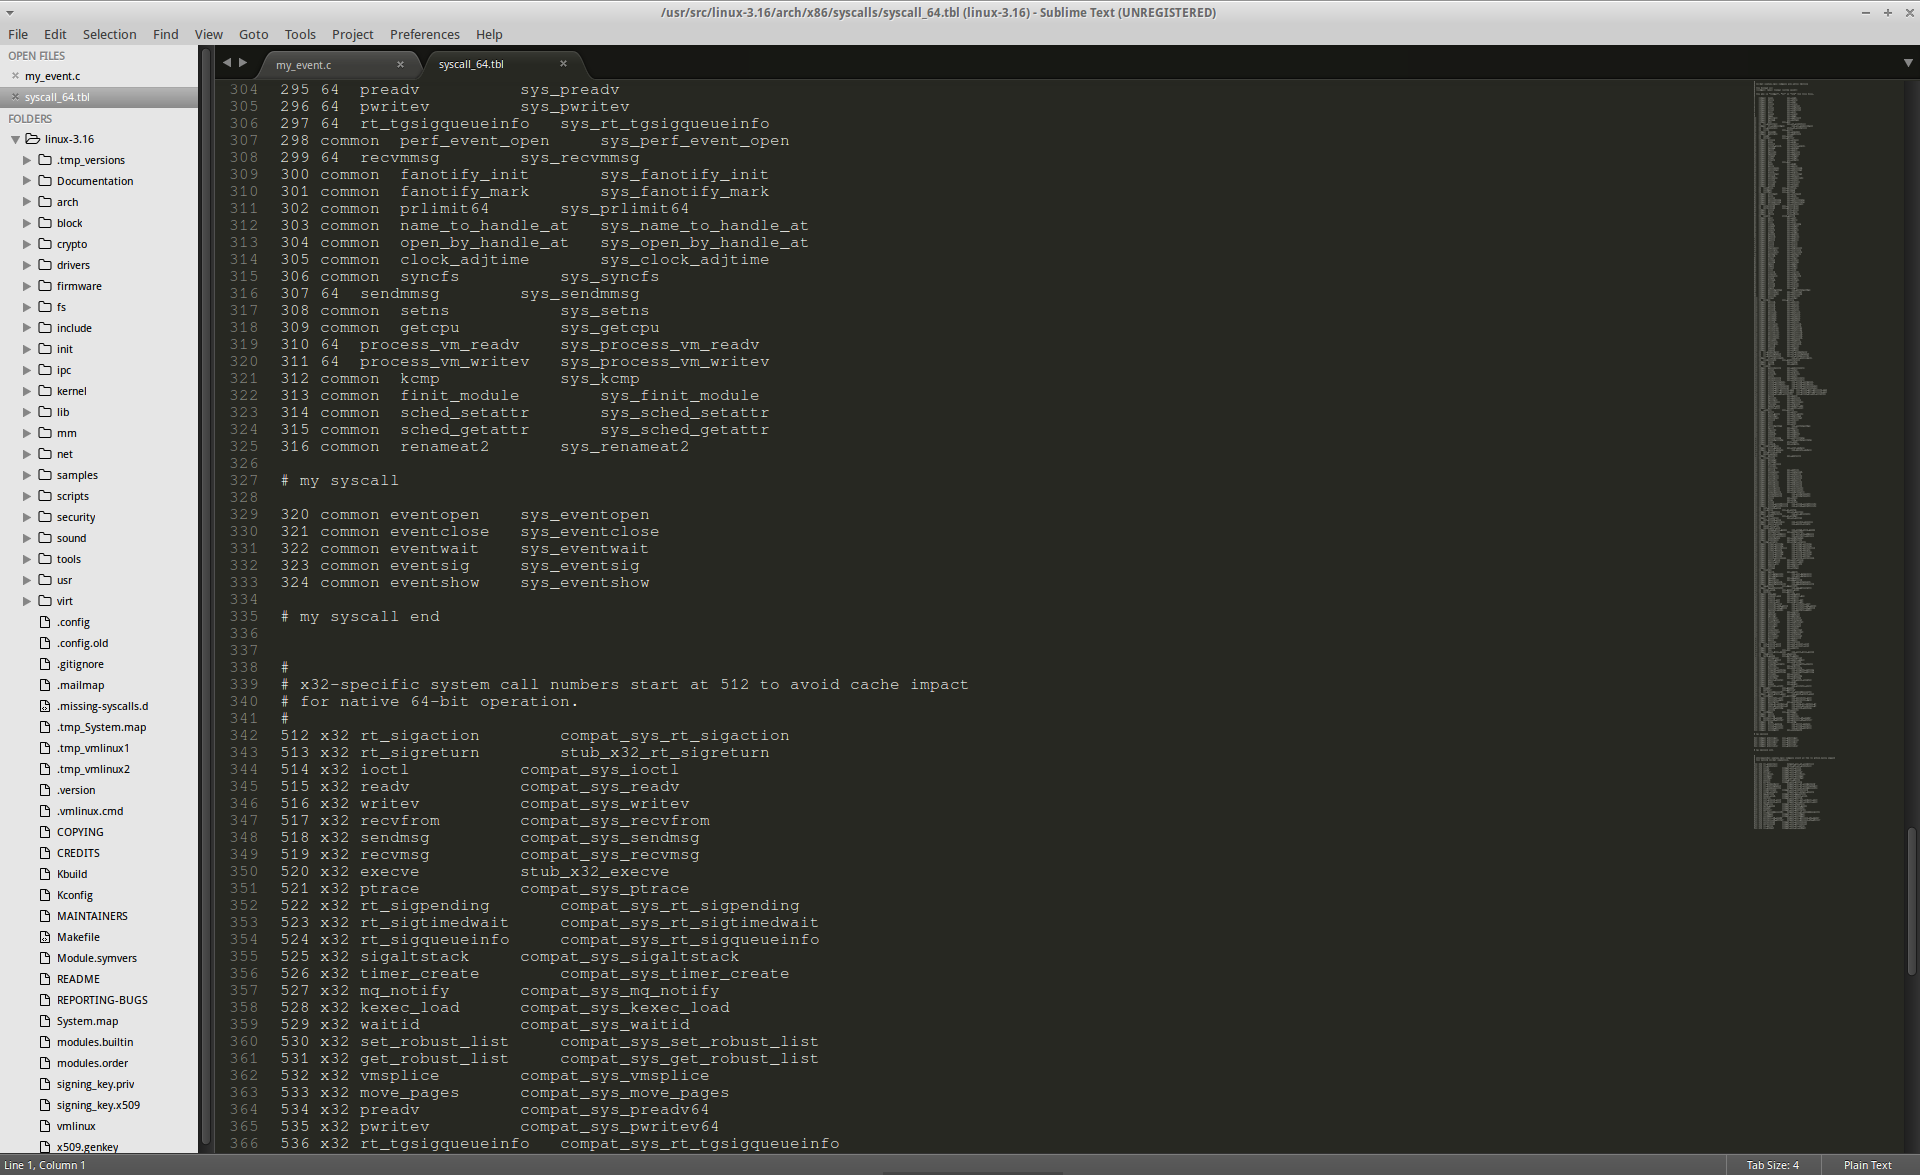 /usr/src/linux-3.16/arch/x86/syscalls/syscall_64.tbl (linux-3.16) - Sublime Text (UNREGISTERED)
File Edit Selection Find View Goto Tools Project Preferences Help
OPEN FILES
my_event.c
syscall_64.tbl
FOLDERS
linux-3.16
.tmp_versions
Documentation
arch
block
crypto
drivers
firmware
fs
include
init
ipc
kernel
lib
mm
net
samples
scripts
security
sound
tools
usr
virt
.config
.config.old
.gitignore
.mailmap
.missing-syscalls.d
.tmp_System.map
.tmp_vmlinux1
.tmp_vmlinux2
.version
.vmlinux.cmd
COPYING
CREDITS
Kbuild
Kconfig
MAINTAINERS
Makefile
Module.symvers
README
REPORTING-BUGS
System.map
modules.builtin
modules.order
signing_key.priv
signing_key.x509
vmlinux
x509.genkey
my_event.c syscall_64.tbl
304 295 64 preadv sys_preadv
305 296 64 pwritev sys_pwritev
306 297 64 rt_tgsigqueueinfo sys_rt_tgsigqueueinfo
307 298 common perf_event_open sys_perf_event_open
308 299 64 recvmmsg sys_recvmmsg
309 300 common fanotify_init sys_fanotify_init
310 301 common fanotify_mark sys_fanotify_mark
311 302 common prlimit64 sys_prlimit64
312 303 common name_to_handle_at sys_name_to_handle_at
313 304 common open_by_handle_at sys_open_by_handle_at
314 305 common clock_adjtime sys_clock_adjtime
315 306 common syncfs sys_syncfs
316 307 64 sendmmsg sys_sendmmsg
317 308 common setns sys_setns
318 309 common getcpu sys_getcpu
319 310 64 process_vm_readv sys_process_vm_readv
320 311 64 process_vm_writev sys_process_vm_writev
321 312 common kcmp sys_kcmp
322 313 common finit_module sys_finit_module
323 314 common sched_setattr sys_sched_setattr
324 315 common sched_getattr sys_sched_getattr
325 316 common renameat2 sys_renameat2
326
327 # my syscall
328
329 320 common eventopen sys_eventopen
330 321 common eventclose sys_eventclose
331 322 common eventwait sys_eventwait
332 323 common eventsig sys_eventsig
333 324 common eventshow sys_eventshow
334
335 # my syscall end
336
337
338 #
339 # x32-specific system call numbers start at 512 to avoid cache impact
340 # for native 64-bit operation.
341 #
342 512 x32 rt_sigaction compat_sys_rt_sigaction
343 513 x32 rt_sigreturn stub_x32_rt_sigreturn
344 514 x32 ioctl compat_sys_ioctl
345 515 x32 readv compat_sys_readv
346 516 x32 writev compat_sys_writev
347 517 x32 recvfrom compat_sys_recvfrom
348 518 x32 sendmsg compat_sys_sendmsg
349 519 x32 recvmsg compat_sys_recvmsg
350 520 x32 execve stub_x32_execve
351 521 x32 ptrace compat_sys_ptrace
352 522 x32 rt_sigpending compat_sys_rt_sigpending
353 523 x32 rt_sigtimedwait compat_sys_rt_sigtimedwait
354 524 x32 rt_sigqueueinfo compat_sys_rt_sigqueueinfo
355 525 x32 sigaltstack compat_sys_sigaltstack
356 526 x32 timer_create compat_sys_timer_create
357 527 x32 mq_notify compat_sys_mq_notify
358 528 x32 kexec_load compat_sys_kexec_load
359 529 x32 waitid compat_sys_waitid
360 530 x32 set_robust_list compat_sys_set_robust_list
361 531 x32 get_robust_list compat_sys_get_robust_list
362 532 x32 vmsplice compat_sys_vmsplice
363 533 x32 move_pages compat_sys_move_pages
364 534 x32 preadv compat_sys_preadv64
365 535 x32 pwritev compat_sys_pwritev64
366 536 x32 rt_tgsigqueueinfo compat_sys_rt_tgsigqueueinfo
Line 1, Column 1 Tab Size: 4 Plain Text